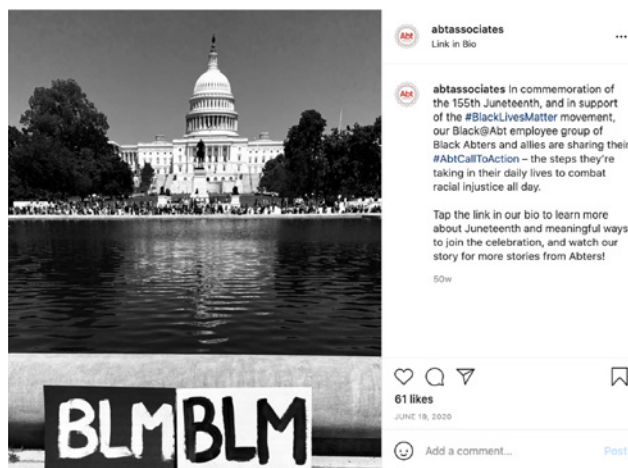 abtassociates
Link in Bio
Abt
Abt
abtassociates In commemoration of
the 155th Juneteenth, and in support
of the #BlackLivesMatter movement,
our Black@Abt employee group of
Black Abters and allies are sharing their
#AbtCallToAction – the steps they're
taking in their daily lives to combat
racial injustice all day.
Tap the link in our bio to learn more
about Juneteenth and meaningful ways
to join the celebration, and watch our
story for more stories from Abters!
50w
61 likes
JUNE 19, 2020
Add a comment...
Post
BLM BLM